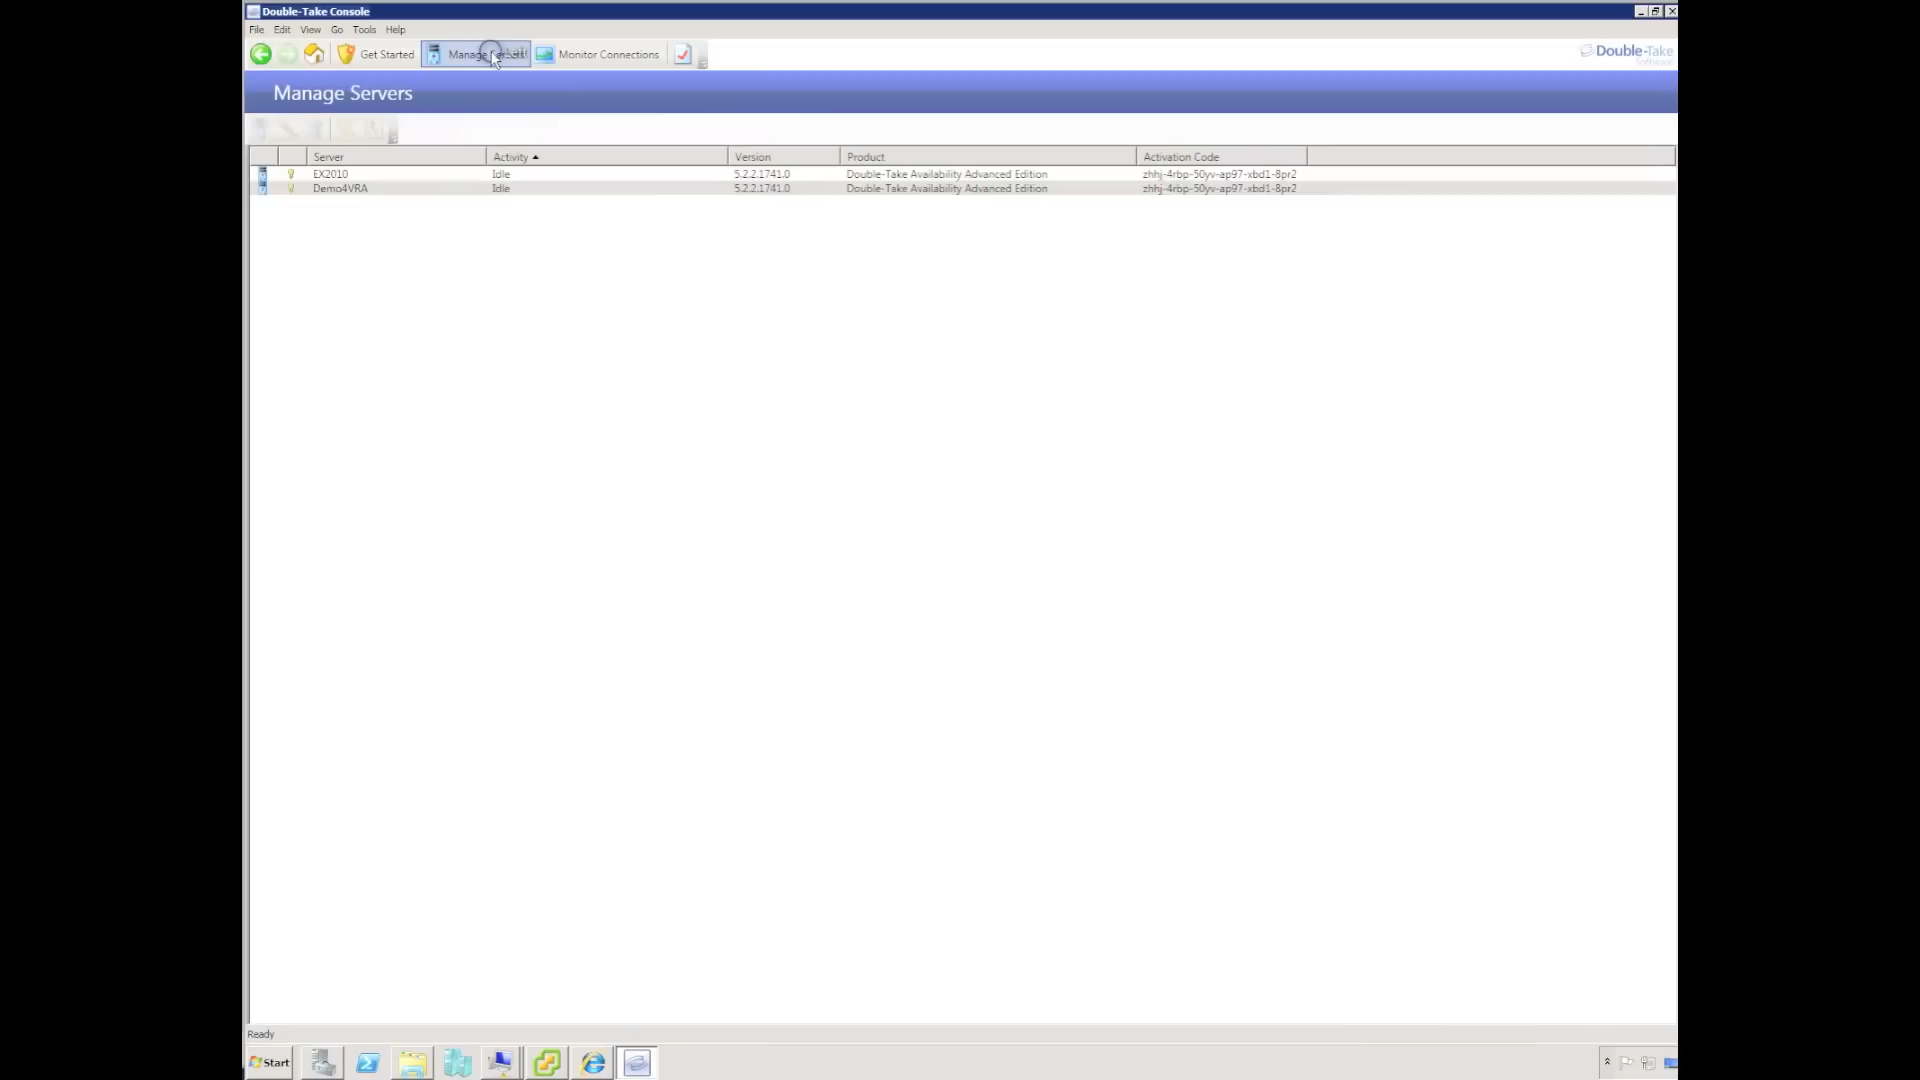 Double-Take Console
File Edit View Go Tools Help
Get Started Manage Monitor Connections Double-Take
Software
Manage Servers
Server Activity Version Product Activation Code
EX2010 Idle 5.2.2.1741.0 Double-Take Availability Advanced Edition zhhj-4rbp-50yv-ap97-xbd1-8pr2
Demo4VRA Idle 5.2.2.1741.0 Double-Take Availability Advanced Edition zhhj-4rbp-50yv-ap97-xbd1-8pr2
Ready
Start